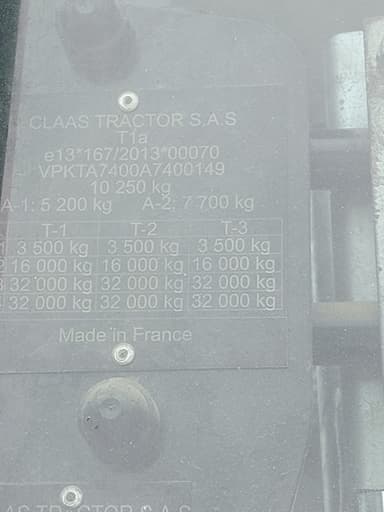 CLAAS TRACTOR S.A.S
T1a
e13*167/2013*00070
VPKTA7400A7400149
10 250 kg
A-1: 5 200 kg A-2: 7 700 kg
T-1 T-2 T-3
3 500 kg 3 500 kg 3 500 kg
16 000 kg 16 000 kg 16 000 kg
32 000 kg 32 000 kg 32 000 kg
32 000 kg 32 000 kg 32 000 kg
Made in France